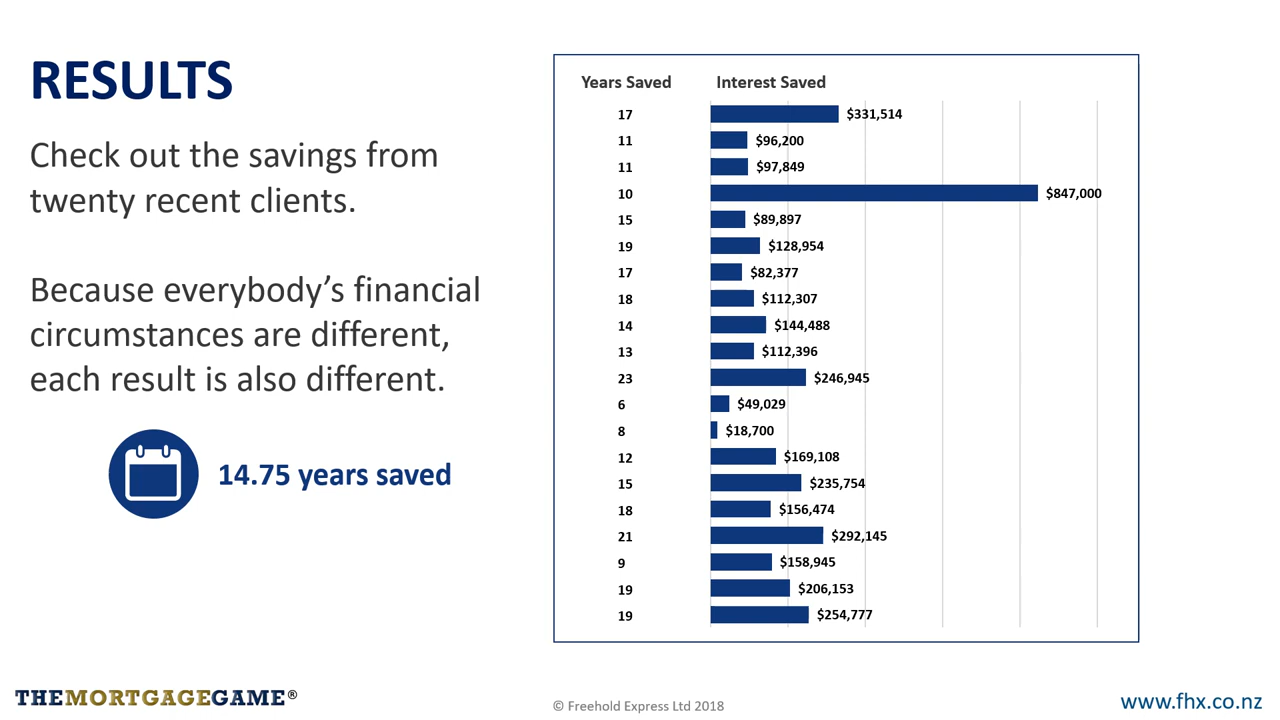 RESULTS
Check out the savings from
twenty recent clients.
Because everybody’s financial
circumstances are different,
each result is also different.
14.75 years saved
Years Saved Interest Saved
17 $331,514
11 $96,200
11 $97,849
10 $847,000
15 $89,897
19 $128,954
17 $82,377
18 $112,307
14 $144,488
13 $112,396
23 $246,945
6 $49,029
8 $18,700
12 $169,108
15 $235,754
18 $156,474
21 $292,145
9 $158,945
19 $206,153
19 $254,777
THEMORTGAGEGAME®
© Freehold Express Ltd 2018
www.fhx.co.nz